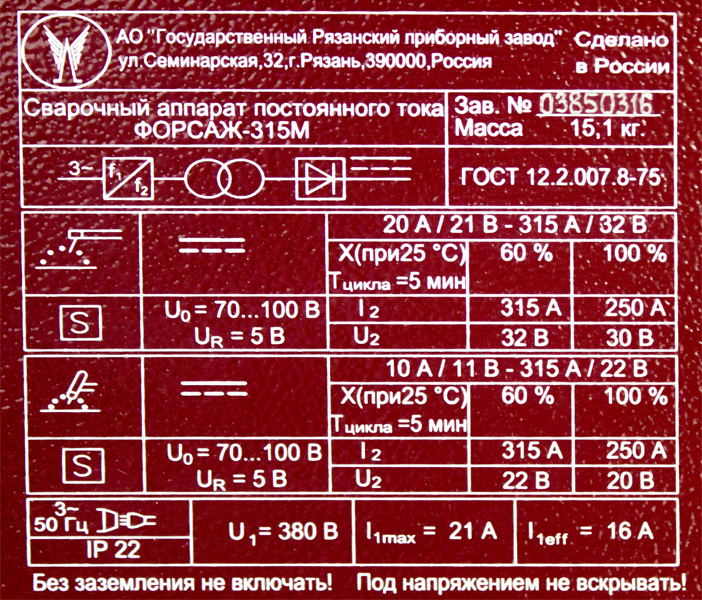 АО "Государственный Рязанский приборный завод"
ул.Семинарская,32,г.Рязань,390000,Россия
Сделано
в России
Сварочный аппарат постоянного тока
ФОРСАЖ-315М
Зав. № 03850316
Масса 15,1 кг.
3~ f1 f2
ГОСТ 12.2.007.8-75
20 А / 21 В - 315 А / 32 В
Х(при25 °С) 60 % 100 %
Тцикла =5 мин
S
U0 = 70...100 В
UR = 5 В
I2 315 А 250 А
U2 32 В 30 В
10 А / 11 В - 315 А / 22 В
Х(при25 °С) 60 % 100 %
Тцикла =5 мин
S
U0 = 70...100 В
UR = 5 В
I2 315 А 250 А
U2 22 В 20 В
3~
50 Гц
IP 22
U1 = 380 В
I1max = 21 А
I1eff = 16 А
Без заземления не включать! Под напряжением не вскрывать!